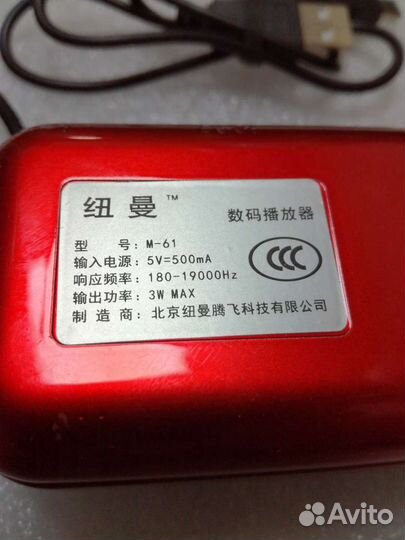 纽曼™
数码播放器
型 号：M-61
输入电源：5V=500mA
响应频率：180-19000Hz
输出功率：3W MAX
制造商：北京纽曼腾飞科技有限公司
CCC
Avito